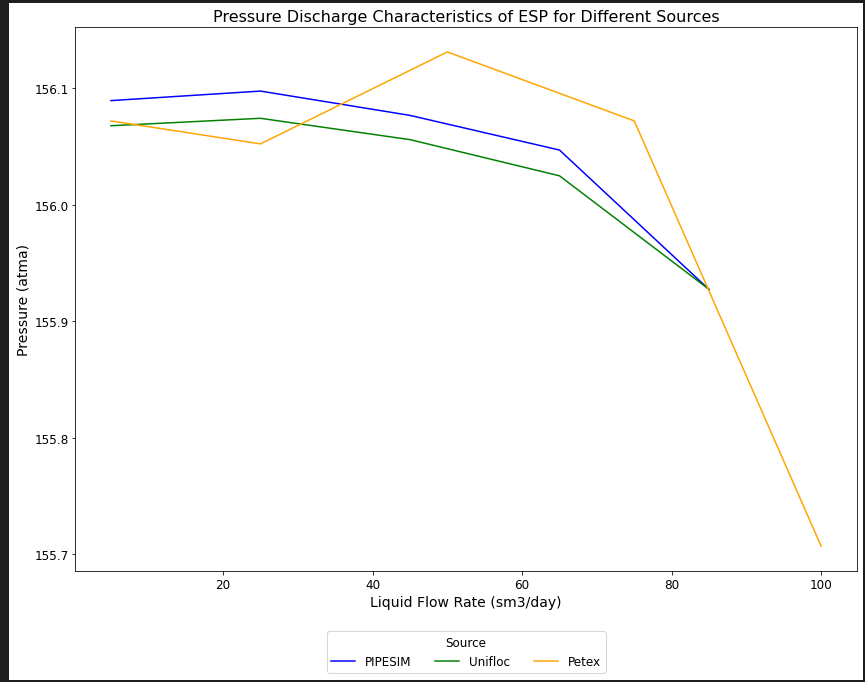 Pressure Discharge Characteristics of ESP for Different Sources
Pressure (atma)
156.1
156.0
155.9
155.8
155.7
20 40 60 80 100
Liquid Flow Rate (sm3/day)
Source
PIPESIM Unifloc Petex